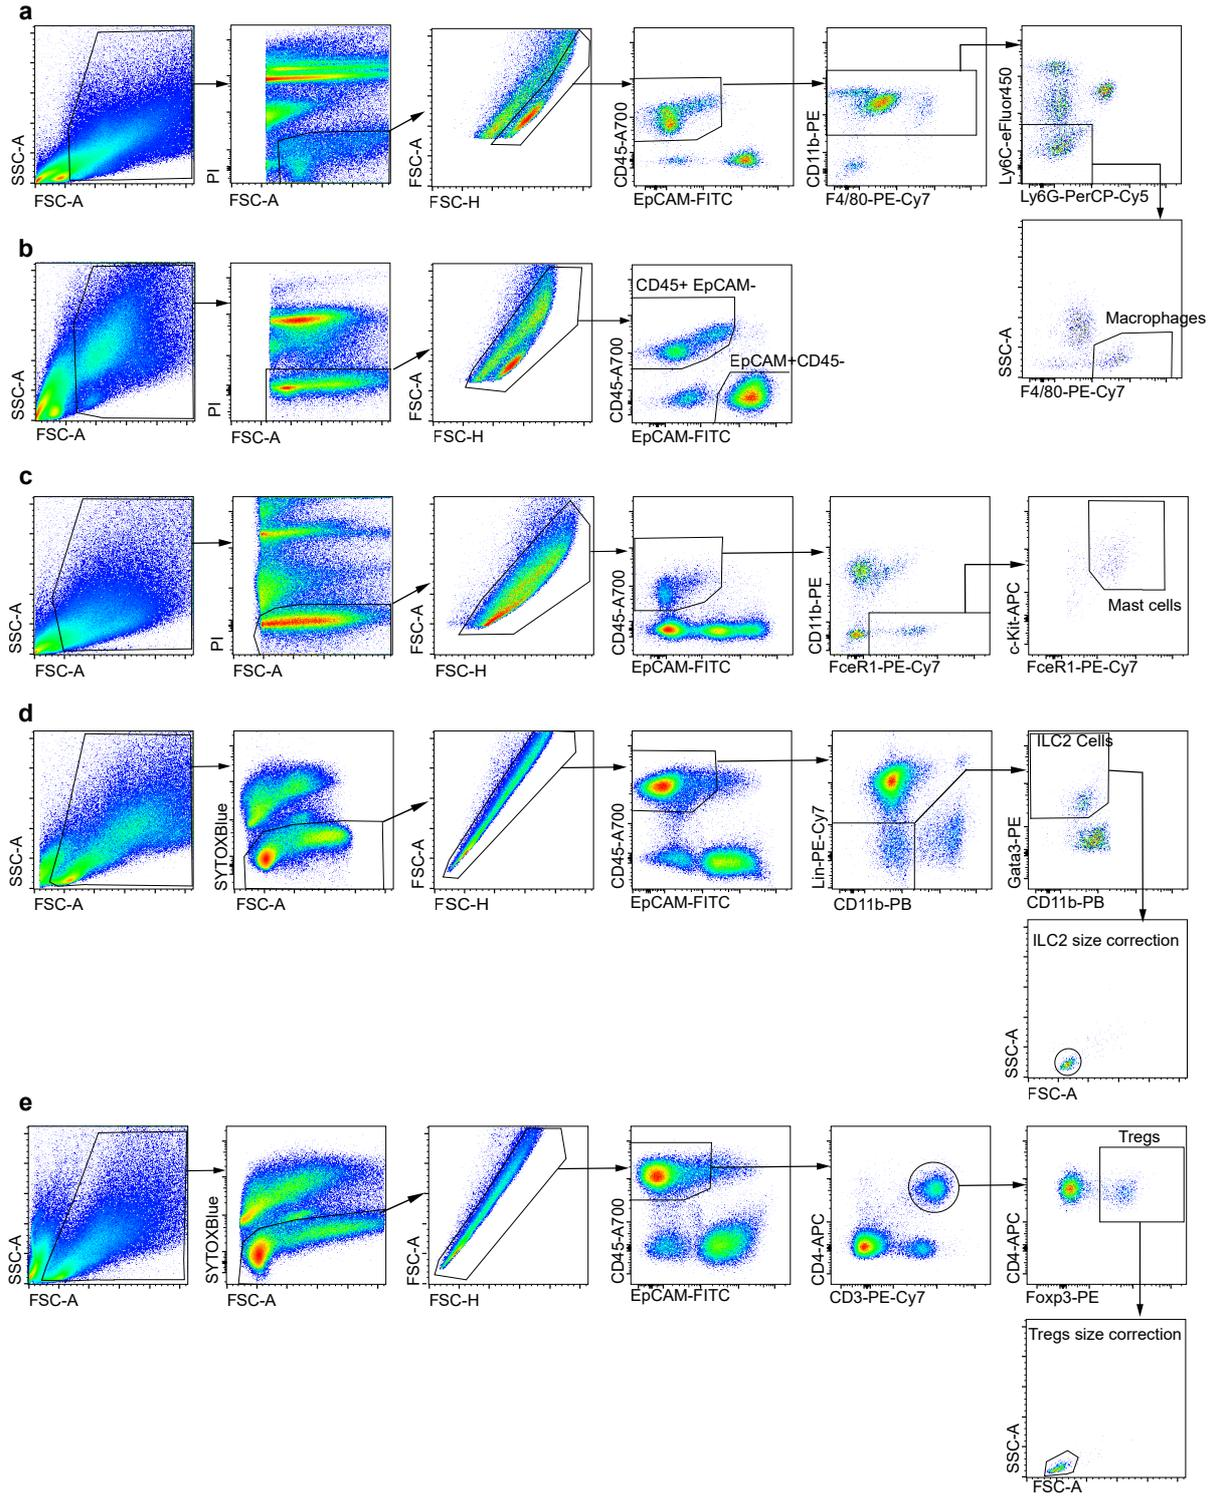 a
SSC-A
FSC-A
PI
FSC-A
FSC-A
FSC-H
CD45-A700
EpCAM-FITC
CD11b-PE
F4/80-PE-Cy7
Ly6C-eFluor450
Ly6G-PerCP-Cy5
SSC-A
Macrophages
F4/80-PE-Cy7
b
SSC-A
FSC-A
PI
FSC-A
FSC-A
FSC-H
CD45+ EpCAM-
EpCAM+CD45-
CD45-A700
EpCAM-FITC
c
SSC-A
FSC-A
PI
FSC-A
FSC-A
FSC-H
CD45-A700
EpCAM-FITC
CD11b-PE
FceR1-PE-Cy7
c-Kit-APC
Mast cells
FceR1-PE-Cy7
d
SSC-A
FSC-A
SYTOXBlue
FSC-A
FSC-A
FSC-H
CD45-A700
EpCAM-FITC
Lin-PE-Cy7
CD11b-PB
ILC2 Cells
Gata3-PE
CD11b-PB
ILC2 size correction
SSC-A
FSC-A
e
SSC-A
FSC-A
SYTOXBlue
FSC-A
FSC-A
FSC-H
CD45-A700
EpCAM-FITC
CD4-APC
CD3-PE-Cy7
Tregs
CD4-APC
Foxp3-PE
Tregs size correction
SSC-A
FSC-A